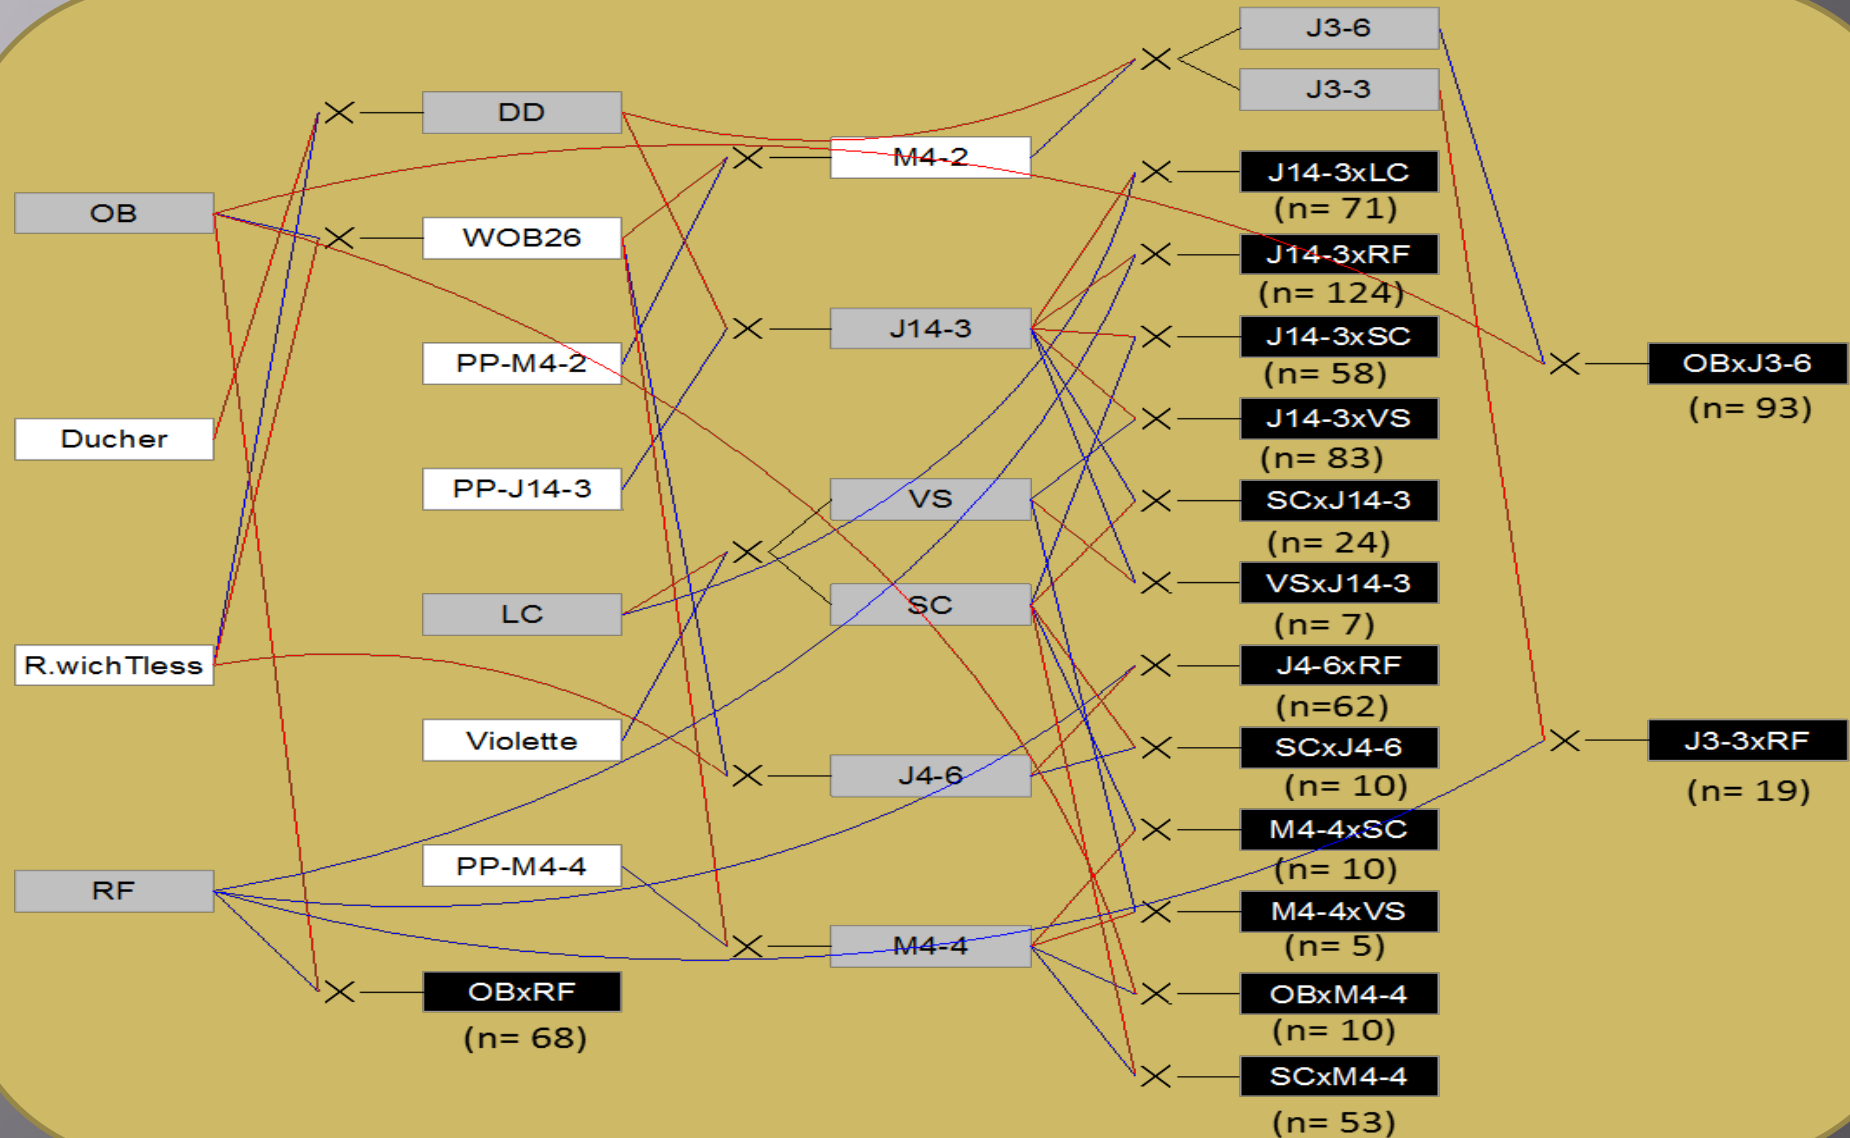 OB
Ducher
R.wichTless
RF
DD
WOB26
PP-M4-2
PP-J14-3
LC
Violette
PP-M4-4
OBxRF
(n= 68)
M4-2
J14-3
VS
SC
J4-6
M4-4
J3-6
J3-3
J14-3xLC
(n= 71)
J14-3xRF
(n= 124)
J14-3xSC
(n= 58)
J14-3xVS
(n= 83)
SCxJ14-3
(n= 24)
VSxJ14-3
(n= 7)
J4-6xRF
(n=62)
SCxJ4-6
(n= 10)
M4-4xSC
(n= 10)
M4-4xVS
(n= 5)
OBxM4-4
(n= 10)
SCxM4-4
(n= 53)
OBxJ3-6
(n= 93)
J3-3xRF
(n= 19)